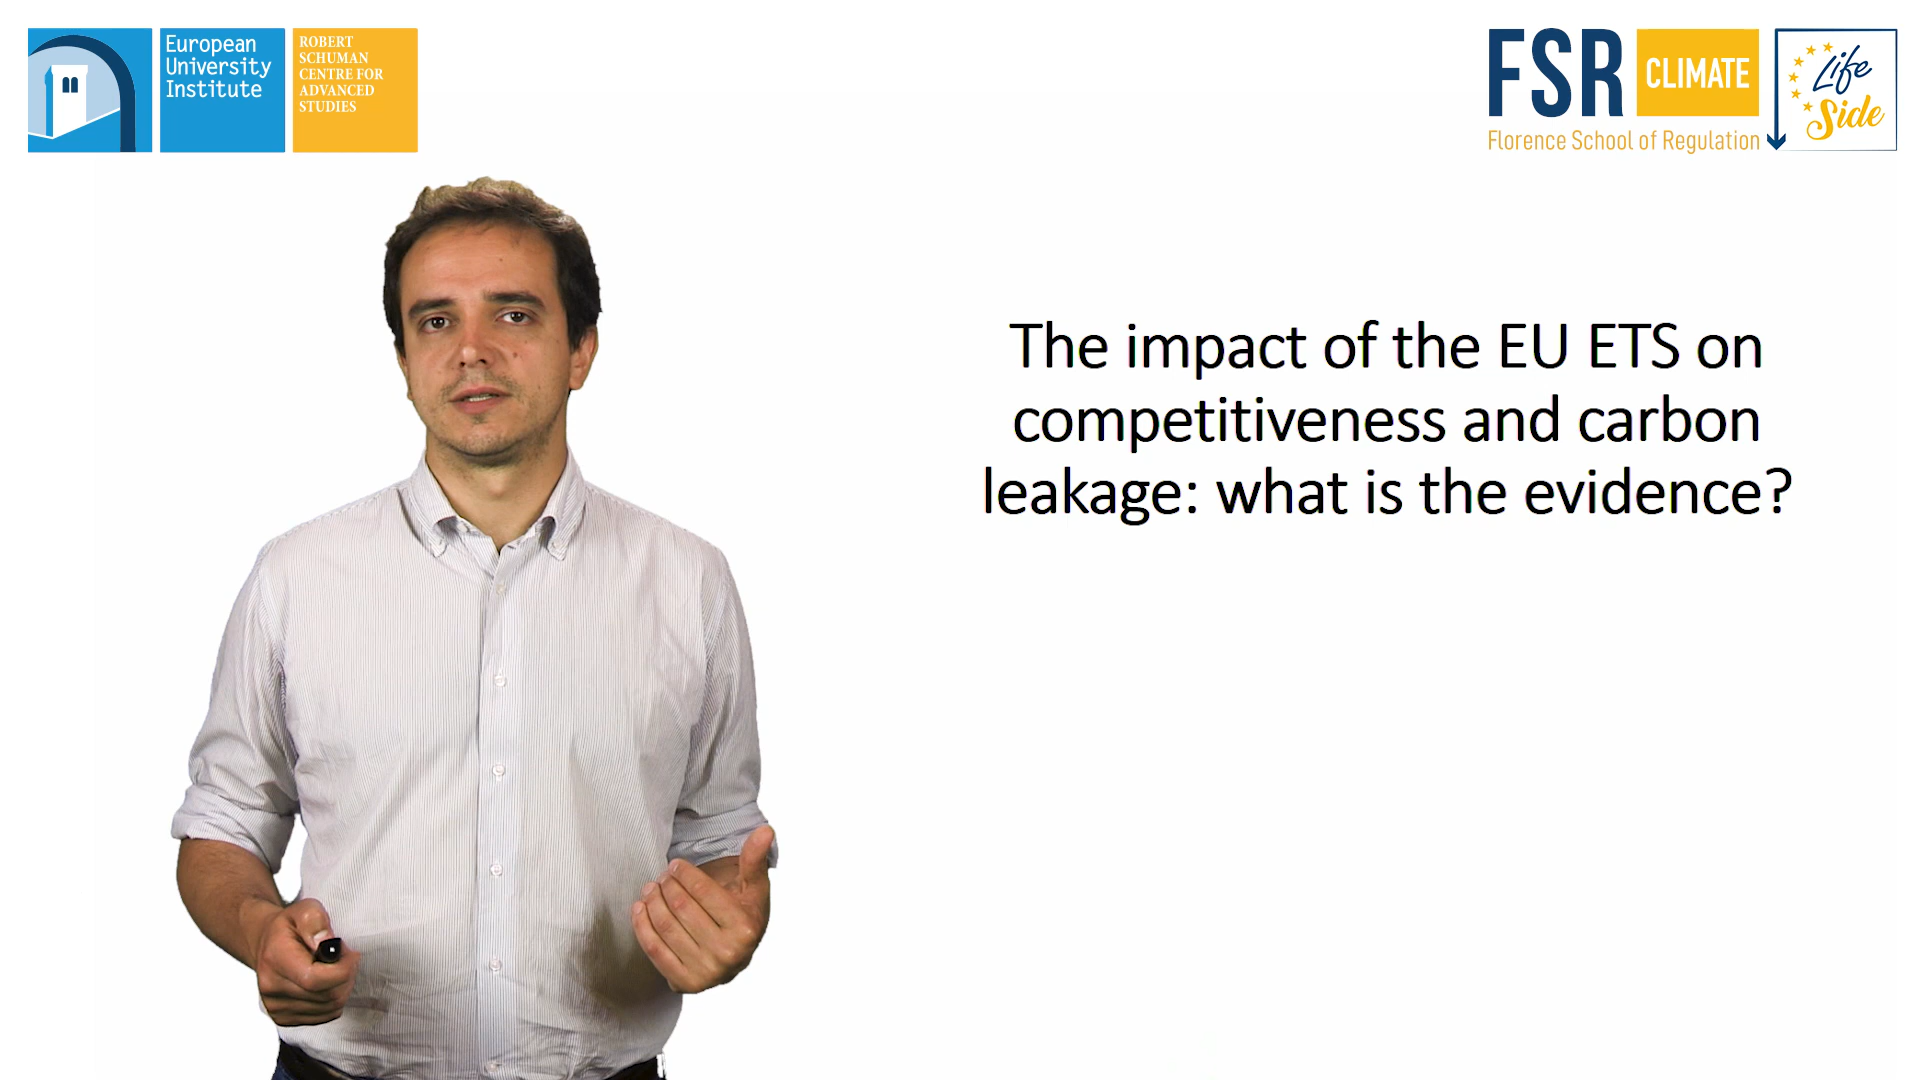 European
University
Institute
ROBERT
SCHUMAN
CENTRE FOR
ADVANCED
STUDIES
FSR CLIMATE
Florence School of Regulation
Life
Side
The impact of the EU ETS on
competitiveness and carbon
leakage: what is the evidence?